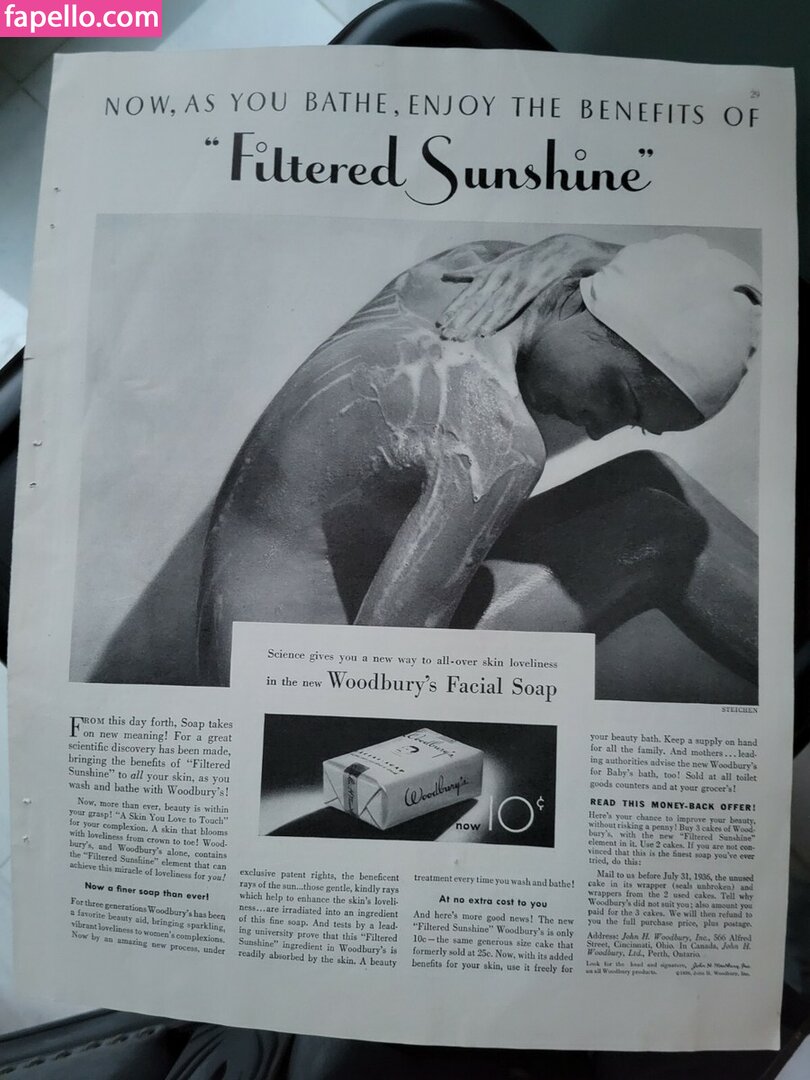 fapello.com
29
NOW, AS YOU BATHE, ENJOY THE BENEFITS OF
"Filtered Sunshine"
STEICHEN
Science gives you a new way to all-over skin loveliness
in the new Woodbury's Facial Soap
Woodbury's
FACIAL SOAP
Woodbury's
now 10¢
FROM this day forth, Soap takes
on new meaning! For a great
scientific discovery has been made,
bringing the benefits of "Filtered
Sunshine" to all your skin, as you
wash and bathe with Woodbury's!
Now, more than ever, beauty is within
your grasp! "A Skin You Love to Touch"
for your complexion. A skin that blooms
with loveliness from crown to toe! Wood-
bury's, and Woodbury's alone, contains
the "Filtered Sunshine" element that can
achieve this miracle of loveliness for you!
Now a finer soap than ever!
For three generations Woodbury's has been
a favorite beauty aid, bringing sparkling,
vibrant loveliness to women's complexions.
Now by an amazing new process, under
exclusive patent rights, the beneficent
rays of the sun...those gentle, kindly rays
which help to enhance the skin's loveli-
ness...are irradiated into an ingredient
of this fine soap. And tests by a lead-
ing university prove that this "Filtered
Sunshine" ingredient in Woodbury's is
readily absorbed by the skin. A beauty
treatment every time you wash and bathe!
At no extra cost to you
And here's more good news! The new
"Filtered Sunshine" Woodbury's is only
10c—the same generous size cake that
formerly sold at 25c. Now, with its added
benefits for your skin, use it freely for
your beauty bath. Keep a supply on hand
for all the family. And mothers...lead-
ing authorities advise the new Woodbury's
for Baby's bath, too! Sold at all toilet
goods counters and at your grocer's!
READ THIS MONEY-BACK OFFER!
Here's your chance to improve your beauty,
without risking a penny! Buy 3 cakes of Wood-
bury's, with the new "Filtered Sunshine"
element in it. Use 2 cakes. If you are not con-
vinced that this is the finest soap you've ever
tried, do this:
Mail to us before July 31, 1936, the unused
cake in its wrapper (seals unbroken) and
wrappers from the 2 used cakes. Tell why
Woodbury's did not suit you; also amount you
paid for the 3 cakes. We will then refund to
you the full purchase price, plus postage.
Address: John H. Woodbury, Inc., 566 Alfred
Street, Cincinnati, Ohio. In Canada, John H.
Woodbury, Ltd., Perth, Ontario.
Look for the head and signature, John H. Woodbury Inc.
on all Woodbury products. ©1936, John H. Woodbury, Inc.